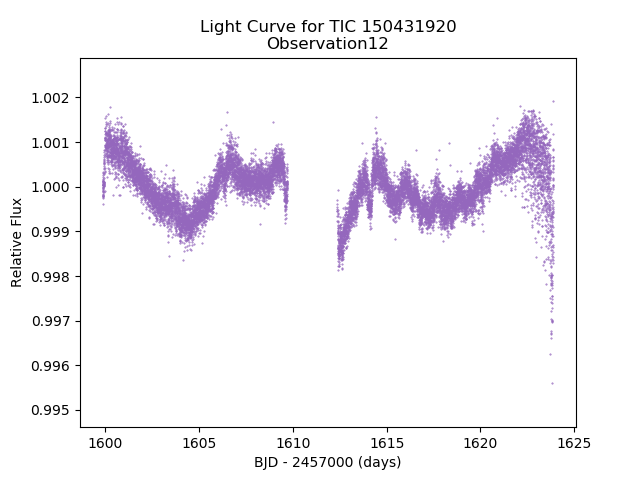 Light Curve for TIC 150431920
Observation12
1.002
1.001
1.000
0.999
0.998
0.997
0.996
0.995
Relative Flux
1600 1605 1610 1615 1620 1625
BJD - 2457000 (days)